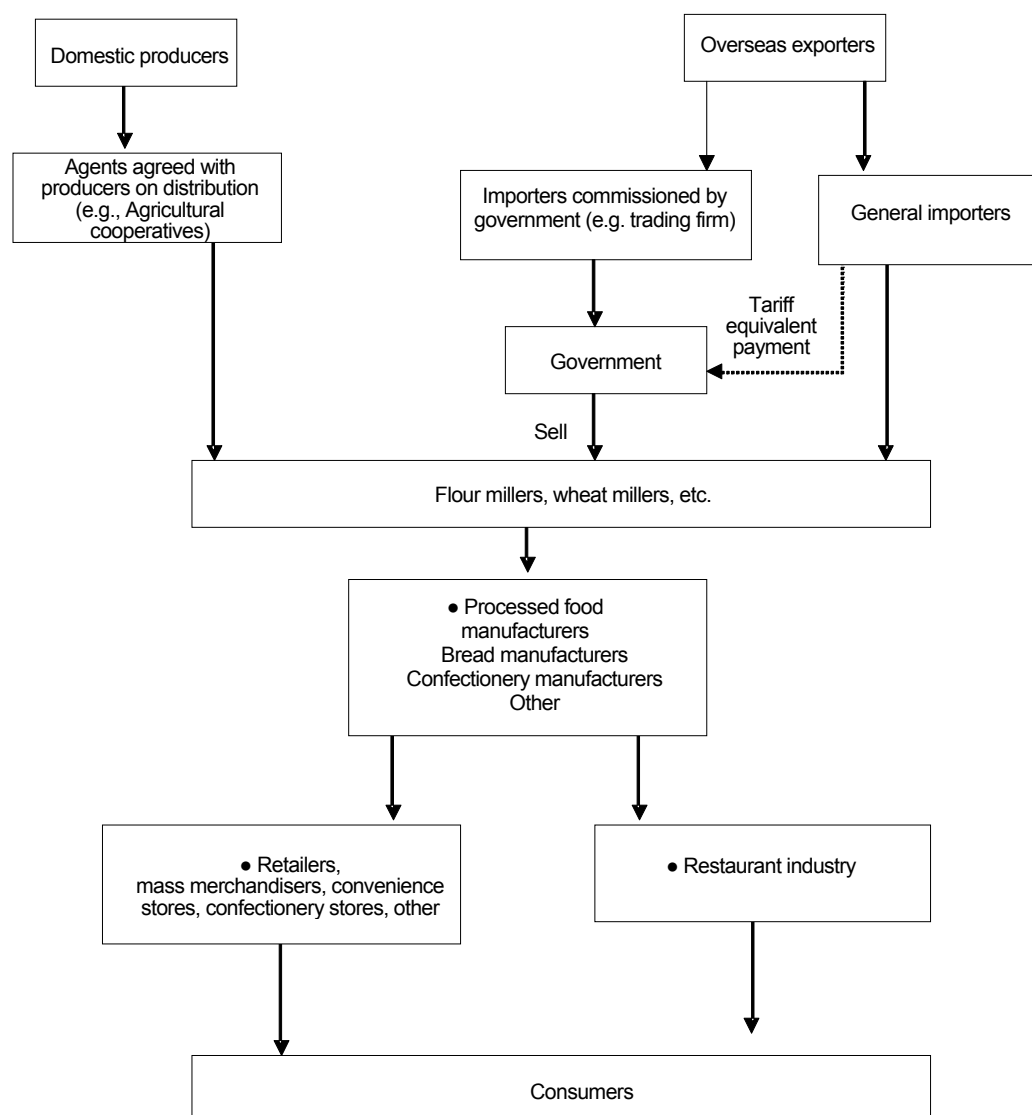 Domestic producers
Overseas exporters
Agents agreed with
producers on distribution
(e.g., Agricultural
cooperatives)
Importers commissioned by
government (e.g. trading firm)
General importers
Tariff
equivalent
payment
Government
Sell
Flour millers, wheat millers, etc.
● Processed food
manufacturers
Bread manufacturers
Confectionery manufacturers
Other
● Retailers,
mass merchandisers, convenience
stores, confectionery stores, other
● Restaurant industry
Consumers